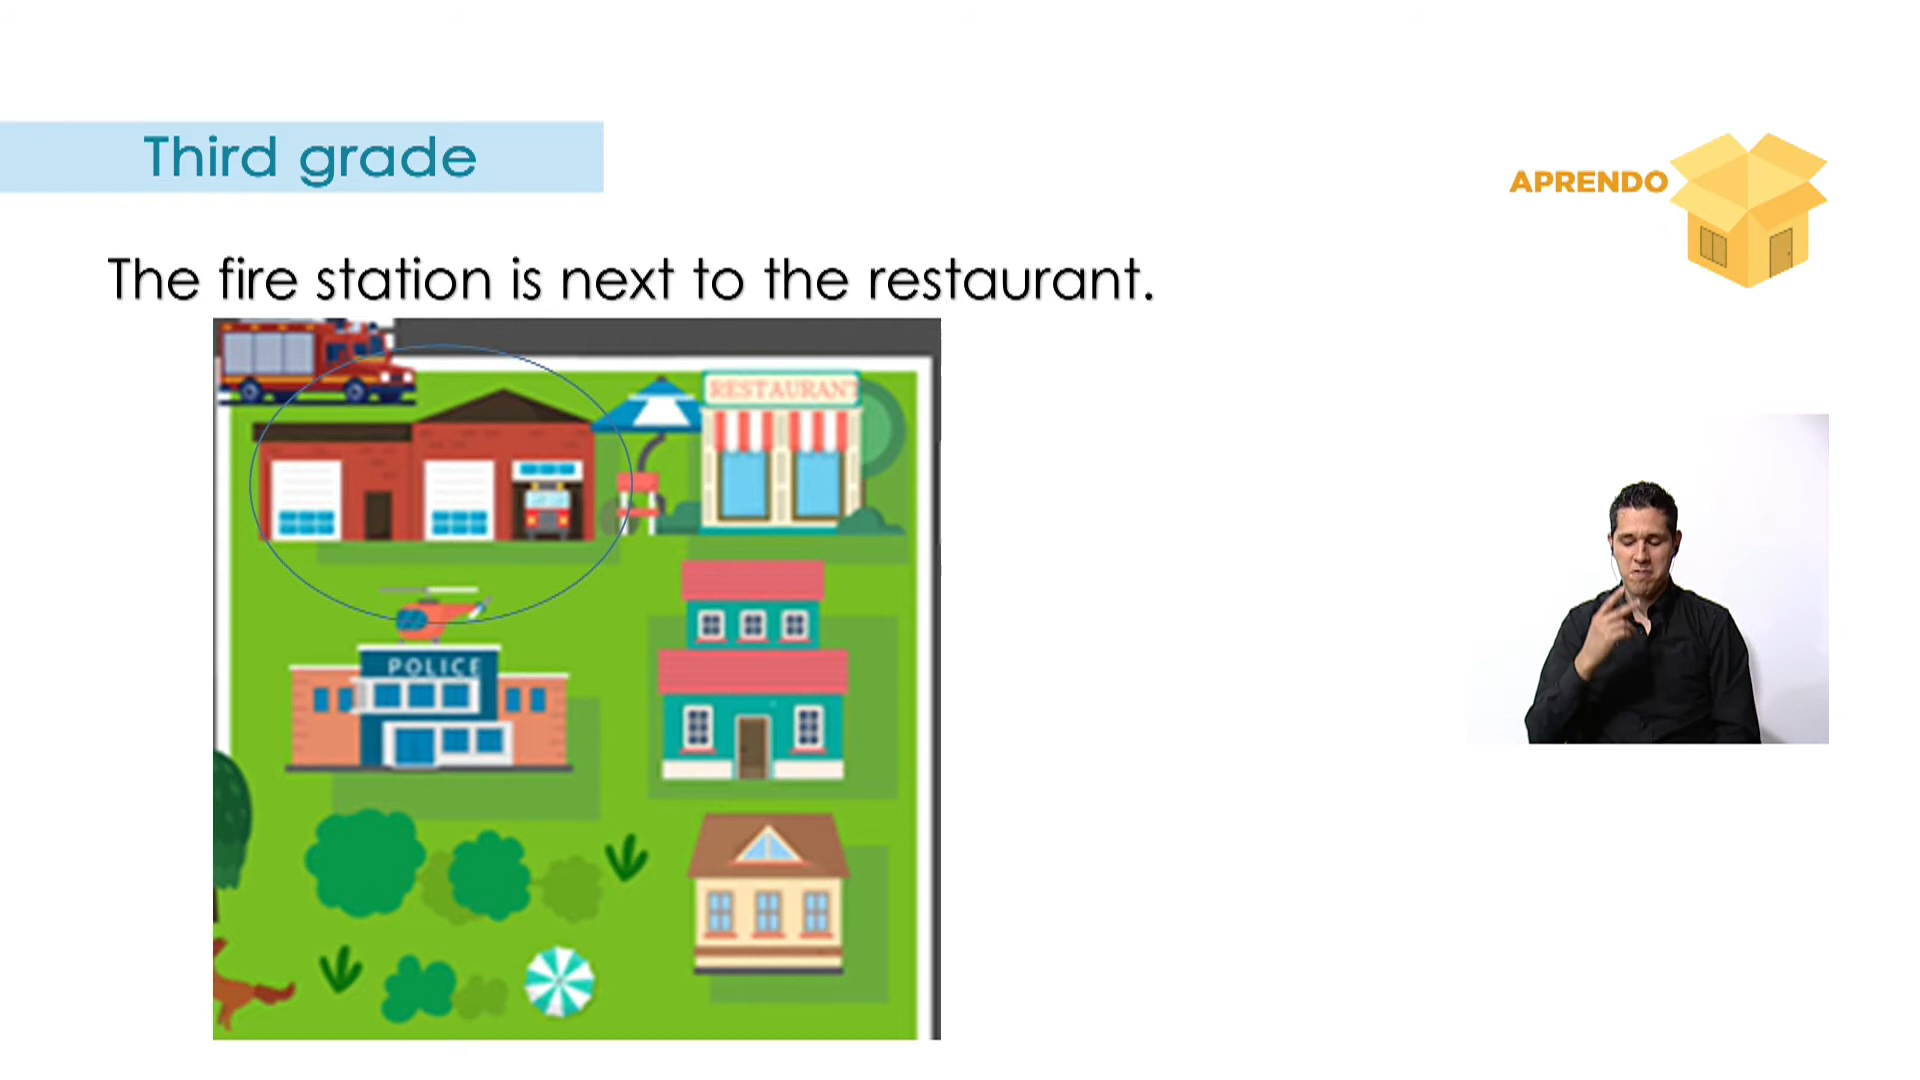 Third grade
APRENDO
The fire station is next to the restaurant.
RESTAURANT
POLICE